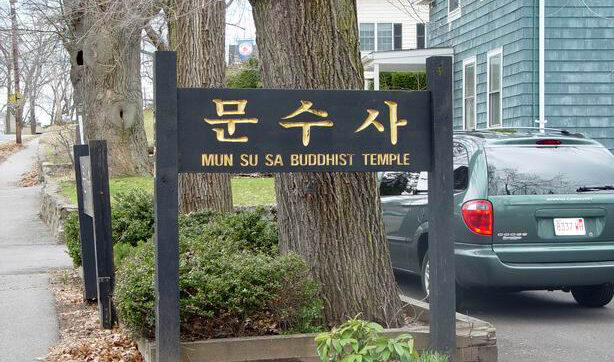 문수사
MUN SU SA BUDDHIST TEMPLE